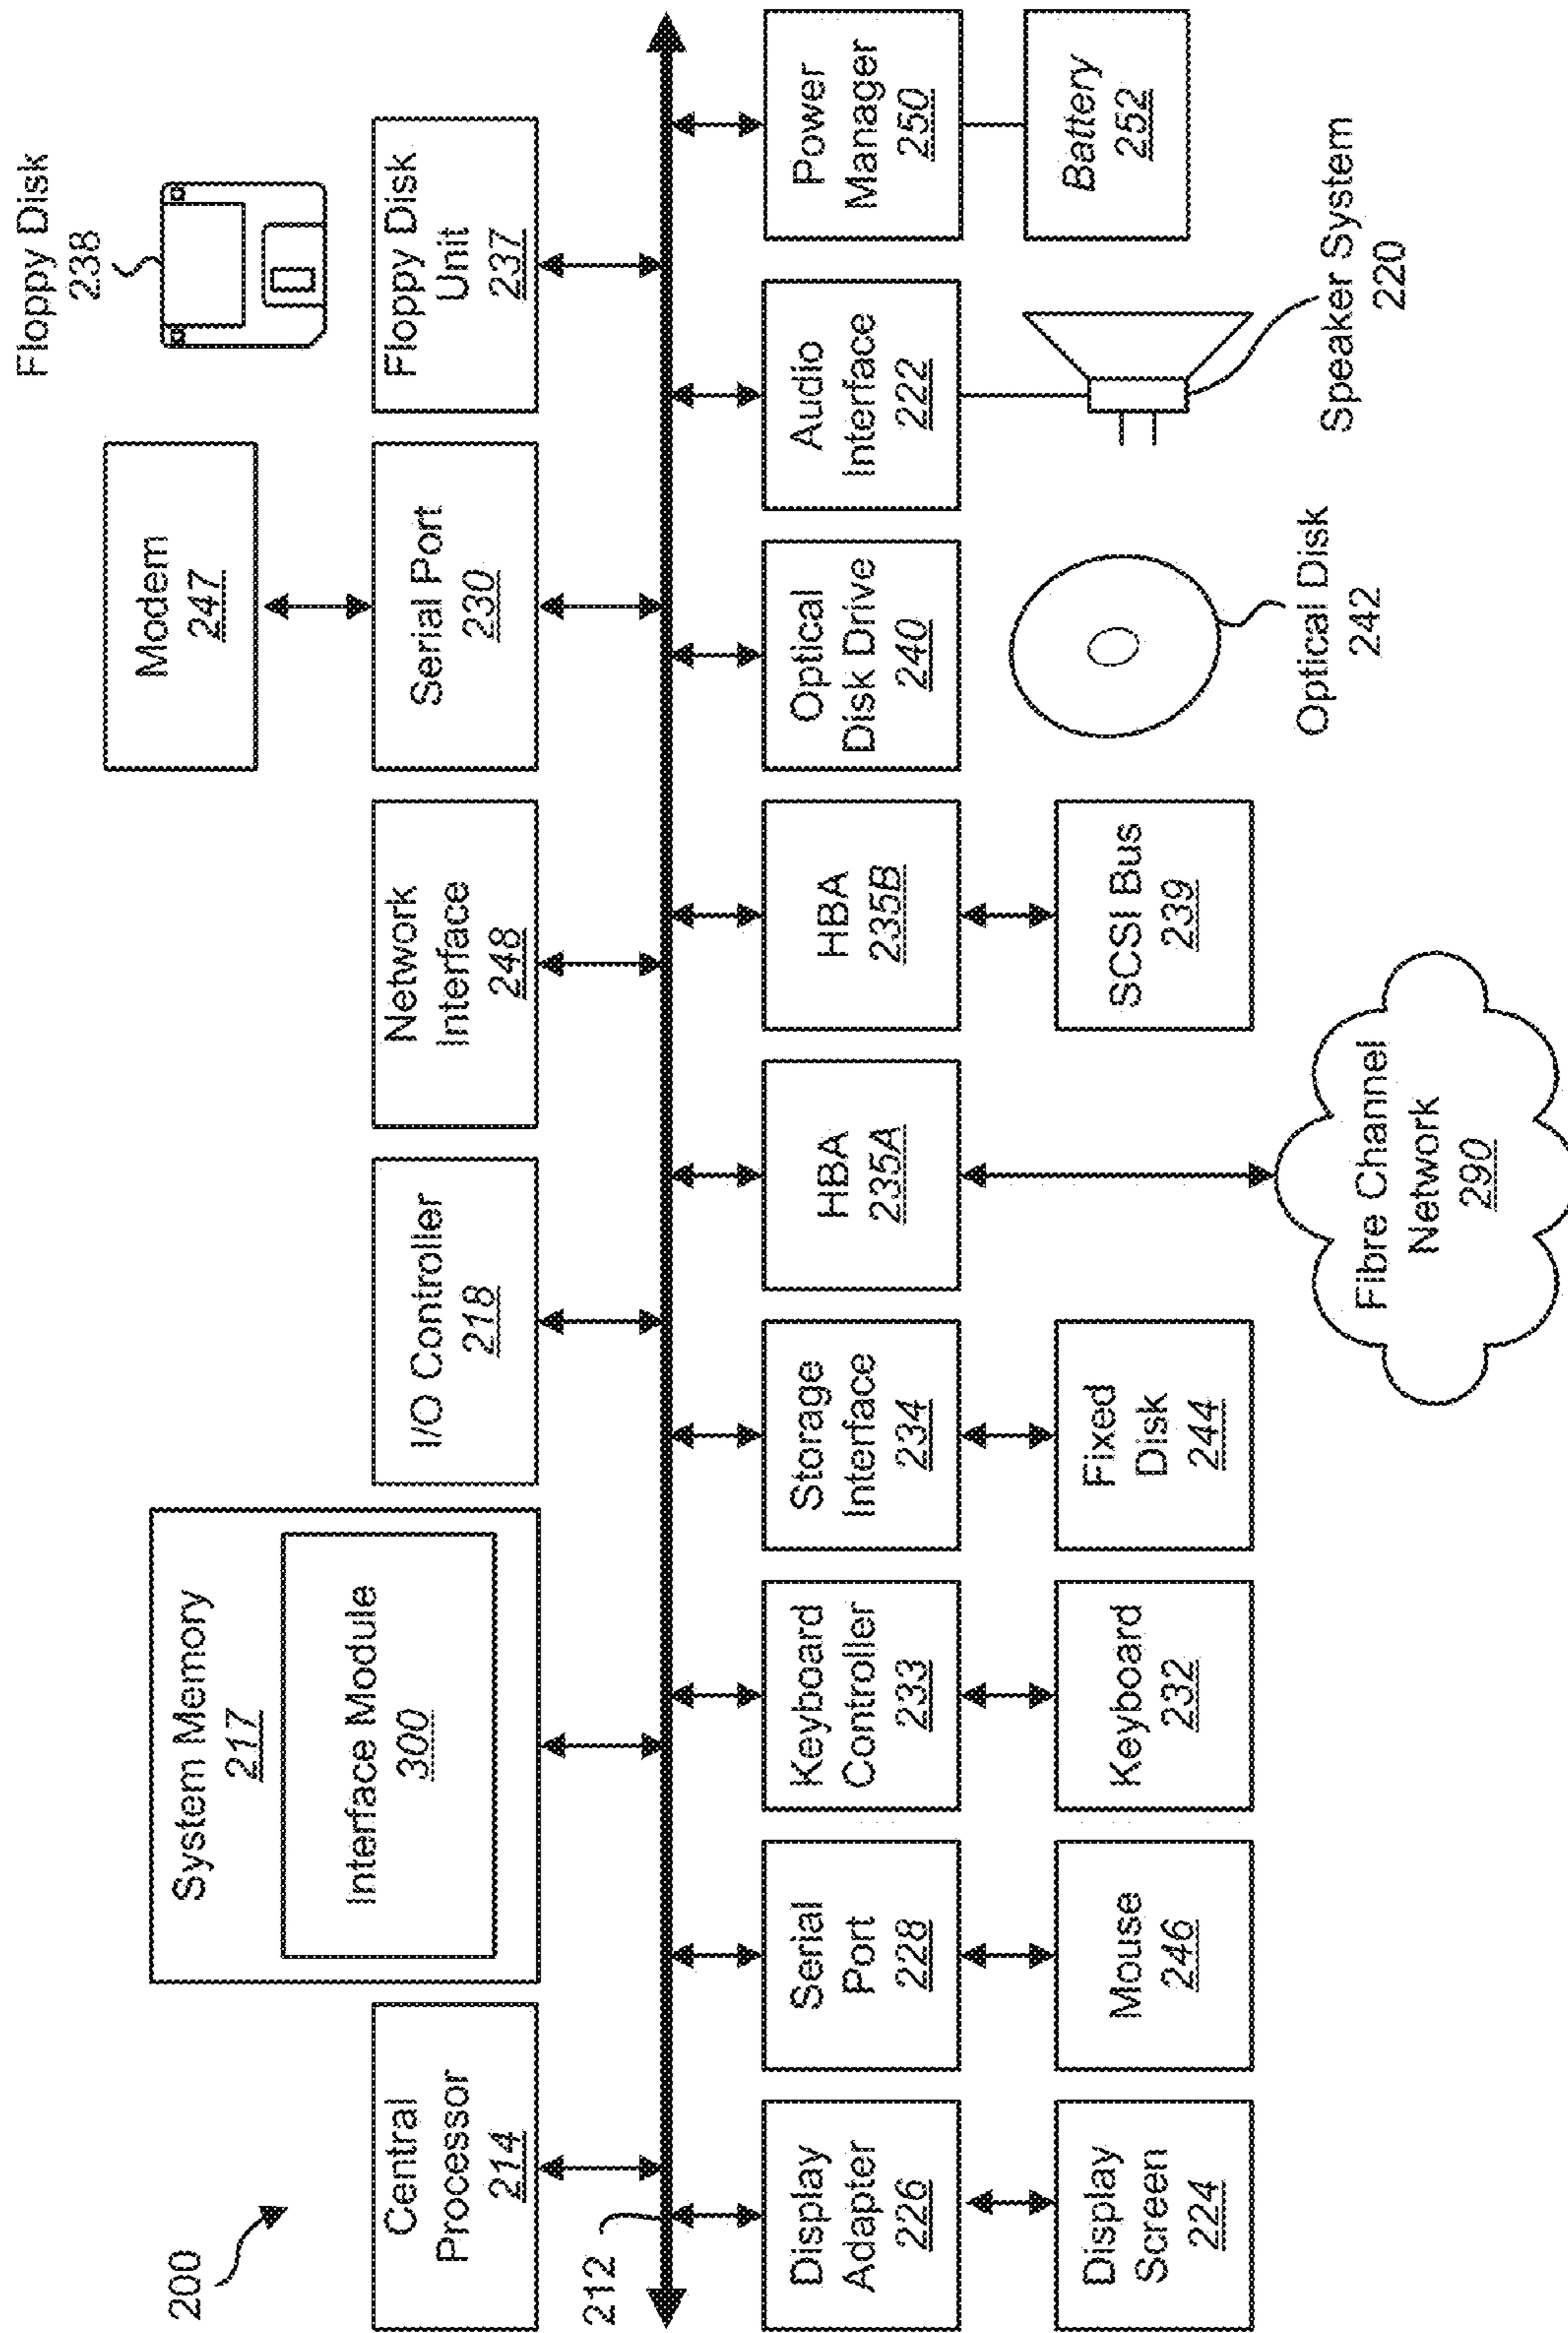 200
Central
Processor
214
System Memory
217
Interface Module
300
I/O Controller
218
Network
Interface
248
Modem
247
Serial Port
230
Floppy Disk
238
Floppy Disk
Unit
237
212
Display
Adapter
226
Serial
Port
228
Keyboard
Controller
233
Storage
Interface
234
HBA
235A
HBA
235B
Optical
Disk Drive
240
Audio
Interface
222
Power
Manager
250
Display
Screen
224
Mouse
246
Keyboard
232
Fixed
Disk
244
SCSI Bus
239
Battery
252
Fibre Channel
Network
290
Optical Disk
242
Speaker System
220